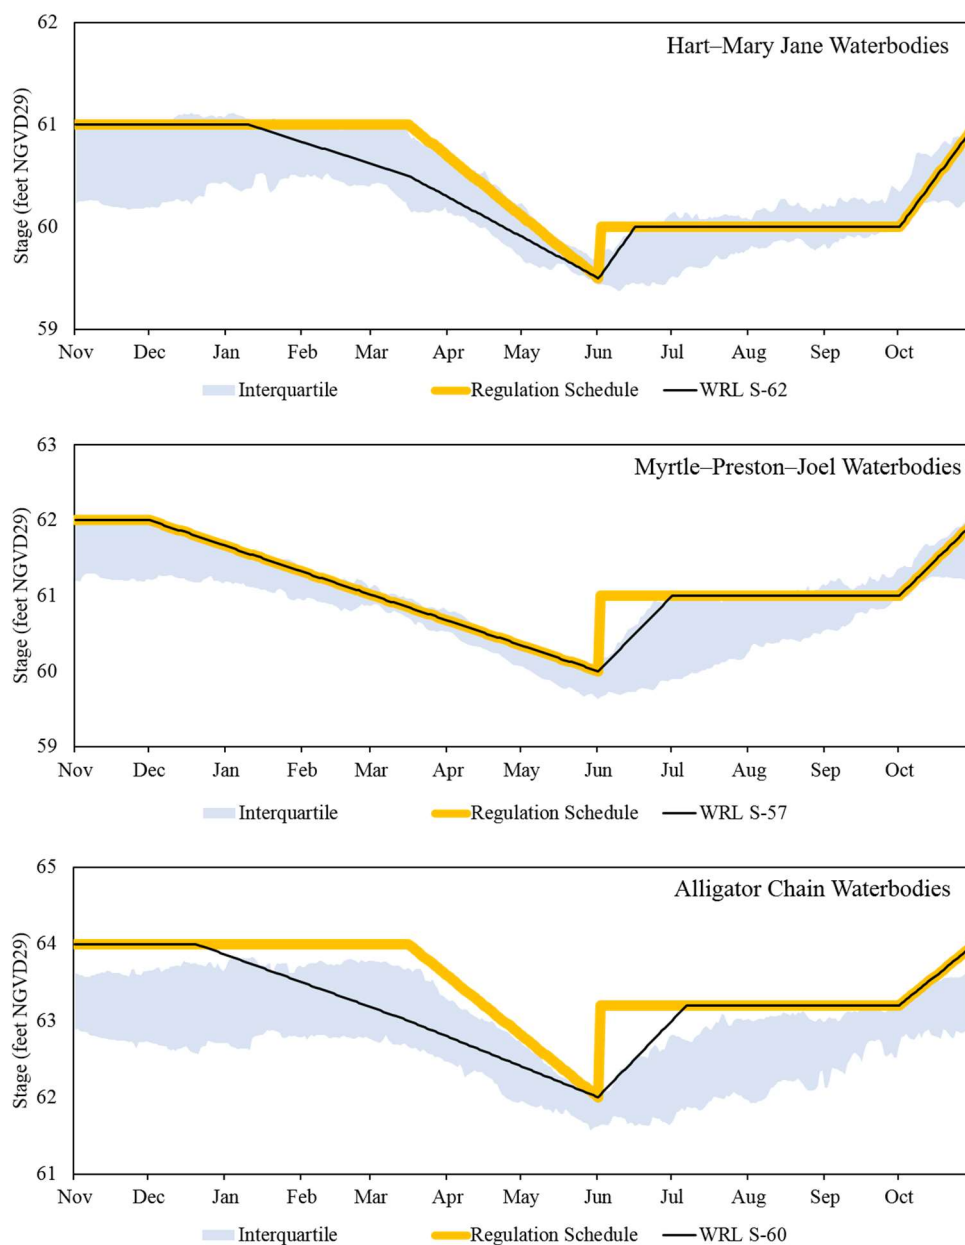 62
Hart–Mary Jane Waterbodies
61
60
59
Stage (feet NGVD29)
Nov Dec Jan Feb Mar Apr May Jun Jul Aug Sep Oct
Interquartile Regulation Schedule WRL S-62
63
Myrtle–Preston–Joel Waterbodies
62
61
60
59
Stage (feet NGVD29)
Nov Dec Jan Feb Mar Apr May Jun Jul Aug Sep Oct
Interquartile Regulation Schedule WRL S-57
65
Alligator Chain Waterbodies
64
63
62
61
Stage (feet NGVD29)
Nov Dec Jan Feb Mar Apr May Jun Jul Aug Sep Oct
Interquartile Regulation Schedule WRL S-60